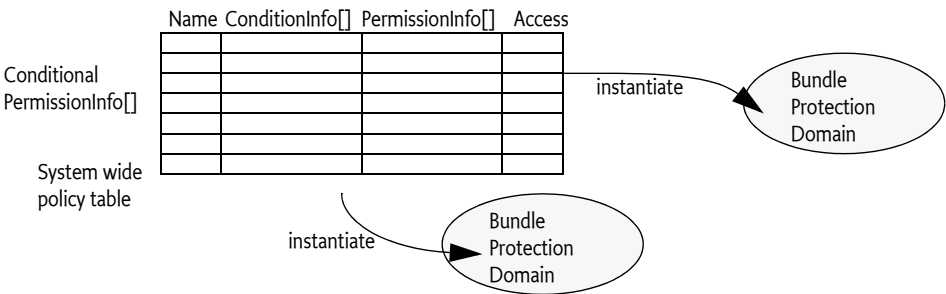 Name ConditionInfo[] PermissionInfo[] Access
Conditional
PermissionInfo[]
instantiate
Bundle
Protection
Domain
System wide
policy table
instantiate
Bundle
Protection
Domain